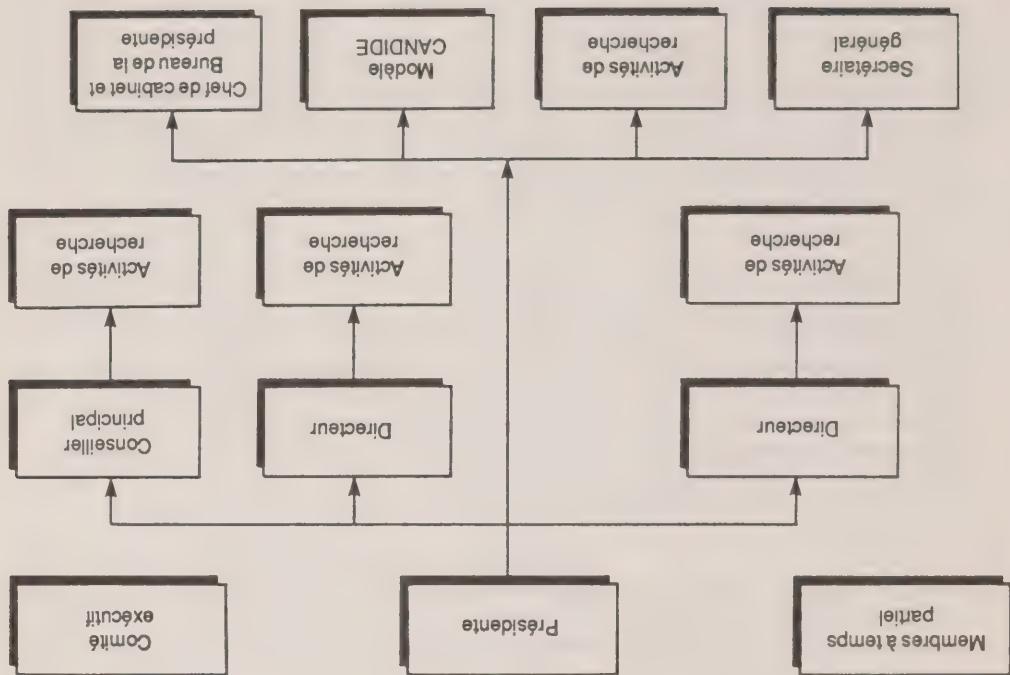 Membres à temps
partiel
Présidente
Comité
exécutif
Directeur
Directeur
Conseiller
principal
Activités de
recherche
Activités de
recherche
Activités de
recherche
Secrétaire
général
Activités de
recherche
Modèle
CANDIDE
Chef de cabinet et
Bureau de la
présidente